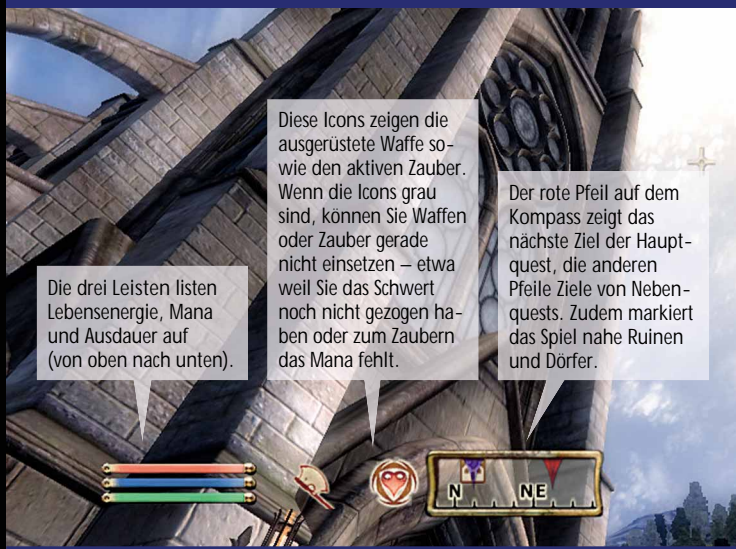 Die drei Leisten listen
Lebensenergie, Mana
und Ausdauer auf
(von oben nach unten).
Diese Icons zeigen die
ausgerüstete Waffe so-
wie den aktiven Zauber.
Wenn die Icons grau
sind, können Sie Waffen
oder Zauber gerade
nicht einsetzen – etwa
weil Sie das Schwert
noch nicht gezogen ha-
ben oder zum Zaubern
das Mana fehlt.
Der rote Pfeil auf dem
Kompass zeigt das
nächste Ziel der Haupt-
quest, die anderen
Pfeile Ziele von Neben-
quests. Zudem markiert
das Spiel nahe Ruinen
und Dörfer.
N NE